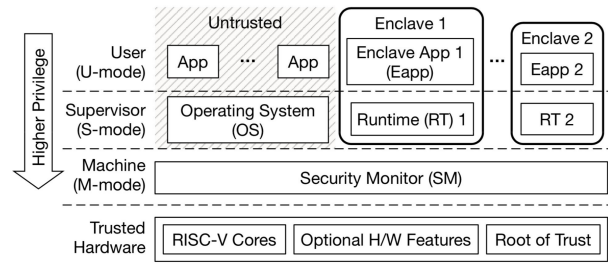 Higher Privilege
User
(U-mode)
Untrusted
App ... App
Enclave 1
Enclave App 1
(Eapp)
...
Enclave 2
Eapp 2
Supervisor
(S-mode)
Operating System
(OS)
Runtime (RT) 1
RT 2
Machine
(M-mode)
Security Monitor (SM)
Trusted
Hardware
RISC-V Cores
Optional H/W Features
Root of Trust